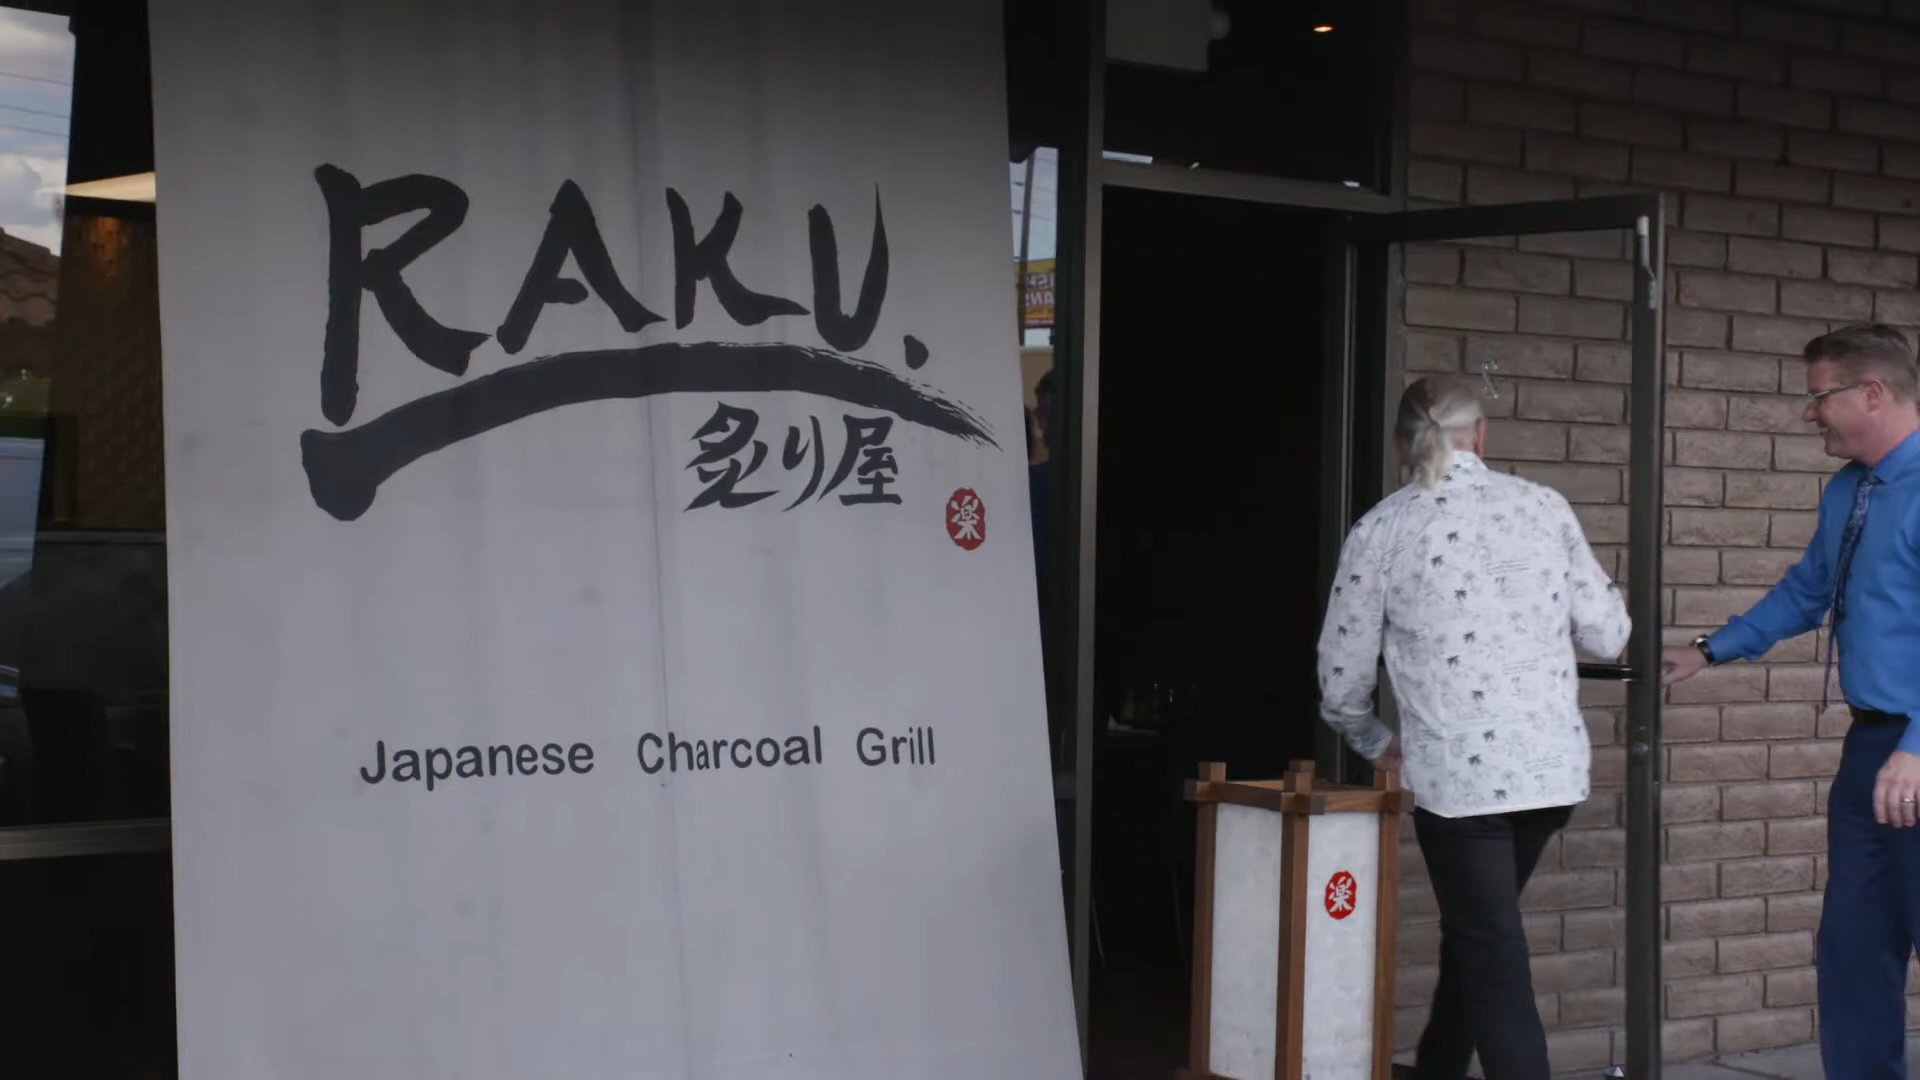 RAKU.
炙り屋
楽
Japanese Charcoal Grill
楽